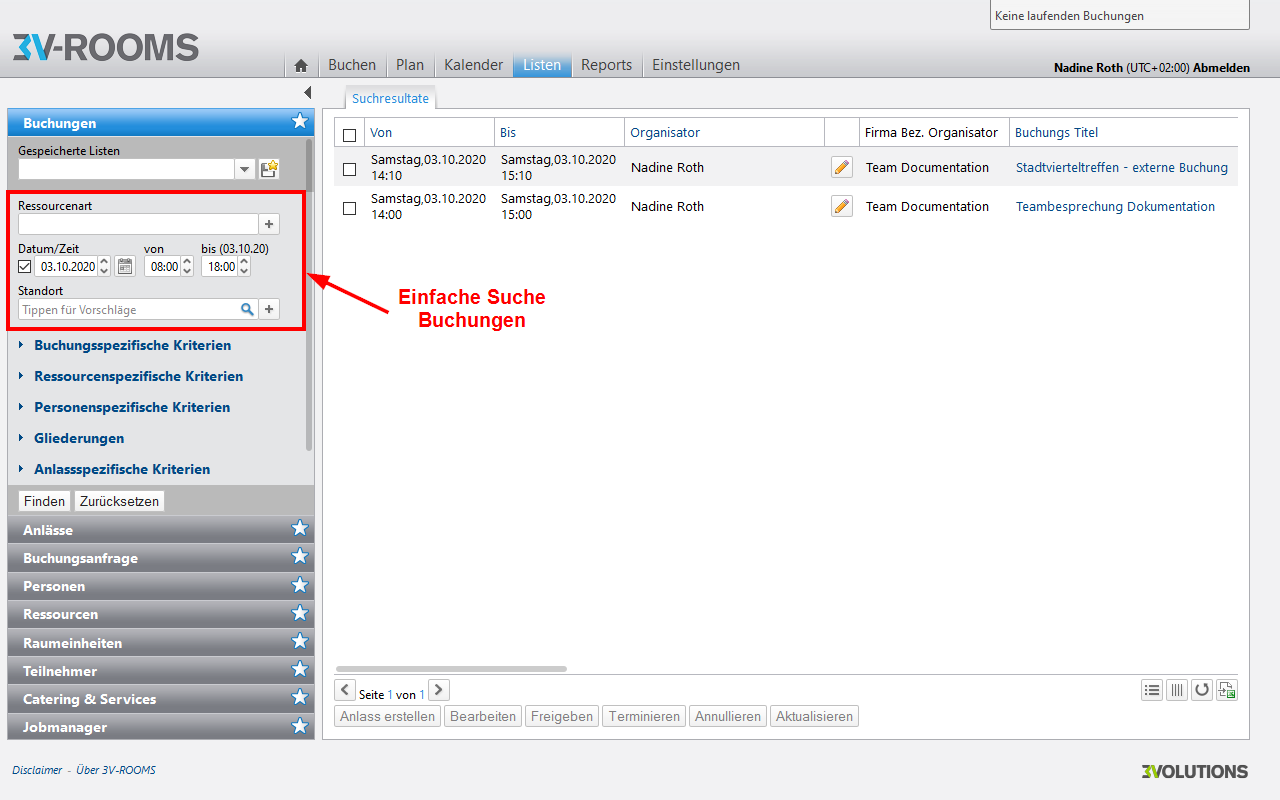 Keine laufenden Buchungen
3V-ROOMS
Buchen Plan Kalender Listen Reports Einstellungen
Nadine Roth (UTC+02:00) Abmelden
Buchungen
Gespeicherte Listen
Ressourcenart
Datum/Zeit von bis (03.10.20)
03.10.2020 08:00 18:00
Standort
Tippen für Vorschläge
Buchungsspezifische Kriterien
Ressourcenspezifische Kriterien
Personenspezifische Kriterien
Gliederungen
Anlassspezifische Kriterien
Finden Zurücksetzen
Anlässe
Buchungsanfrage
Personen
Ressourcen
Raumeinheiten
Teilnehmer
Catering & Services
Jobmanager
Suchresultate
Von Bis Organisator Firma Bez. Organisator Buchungs Titel
Samstag,03.10.2020 Samstag,03.10.2020 Nadine Roth Team Documentation Stadtvierteltreffen - externe Buchung
14:10 15:10
Samstag,03.10.2020 Samstag,03.10.2020 Nadine Roth Team Documentation Teambesprechung Dokumentation
14:00 15:00
Einfache Suche
Buchungen
Seite 1 von 1
Anlass erstellen Bearbeiten Freigeben Terminieren Annullieren Aktualisieren
Disclaimer - Über 3V-ROOMS
3VOLUTIONS